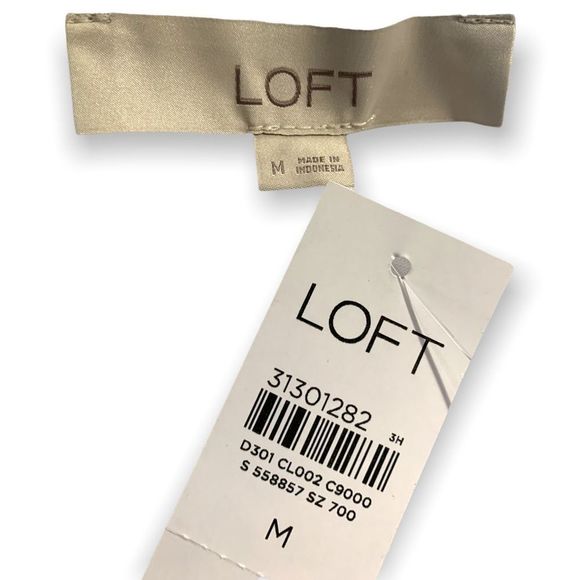 LOFT
M MADE IN
INDONESIA
LOFT
31301282
3H
D301 CL002 C9000
S 558857 SZ 700
M